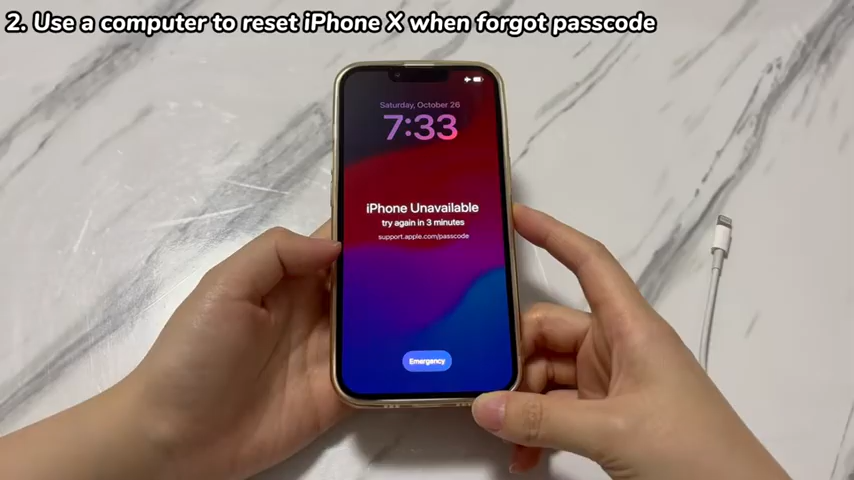 2. Use a computer to reset iPhone X when forgot passcode
Saturday, October 26
7:33
iPhone Unavailable
try again in 3 minutes
support.apple.com/passcode
Emergency